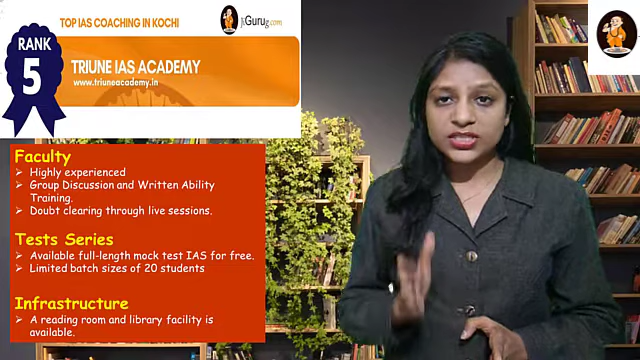 TOP IAS COACHING IN KOCHI
JiGurug.com
RANK
5
TRIUNE IAS ACADEMY
www.triuneacademy.in
Faculty
➢ Highly experienced
➢ Group Discussion and Written Ability
Training.
➢ Doubt clearing through live sessions.
Tests Series
➢ Available full-length mock test IAS for free.
➢ Limited batch sizes of 20 students
Infrastructure
➢ A reading room and library facility is
available.